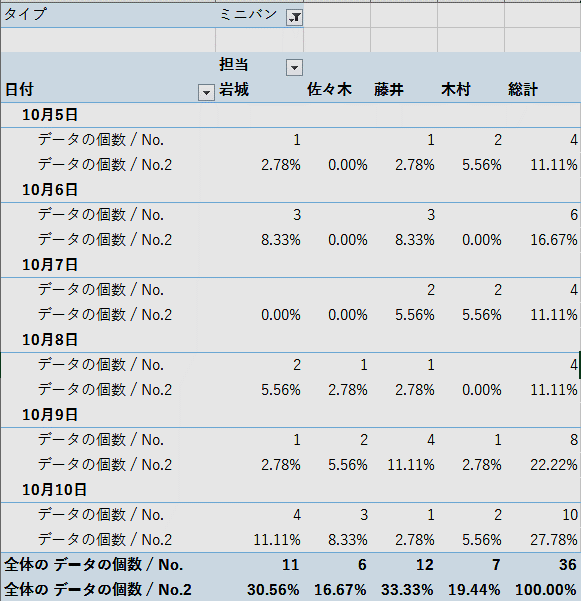 タイプ ミニバン
担当
日付 岩城 佐々木 藤井 木村 総計
10月5日
データの個数 / No. 1 1 2 4
データの個数 / No.2 2.78% 0.00% 2.78% 5.56% 11.11%
10月6日
データの個数 / No. 3 3 6
データの個数 / No.2 8.33% 0.00% 8.33% 0.00% 16.67%
10月7日
データの個数 / No. 2 2 4
データの個数 / No.2 0.00% 0.00% 5.56% 5.56% 11.11%
10月8日
データの個数 / No. 2 1 1 4
データの個数 / No.2 5.56% 2.78% 2.78% 0.00% 11.11%
10月9日
データの個数 / No. 1 2 4 1 8
データの個数 / No.2 2.78% 5.56% 11.11% 2.78% 22.22%
10月10日
データの個数 / No. 4 3 1 2 10
データの個数 / No.2 11.11% 8.33% 2.78% 5.56% 27.78%
全体の データの個数 / No. 11 6 12 7 36
全体の データの個数 / No.2 30.56% 16.67% 33.33% 19.44% 100.00%